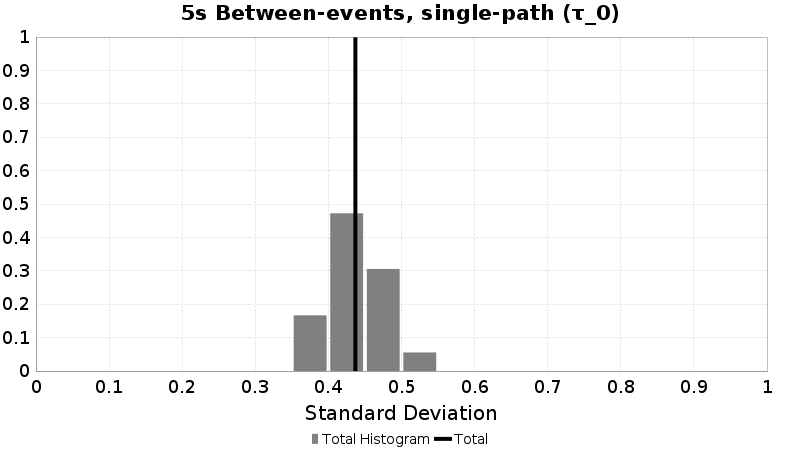 5s Between-events, single-path (τ_0)
1
0.9
0.8
0.7
0.6
0.5
0.4
0.3
0.2
0.1
0
0 0.1 0.2 0.3 0.4 0.5 0.6 0.7 0.8 0.9 1
Standard Deviation
Total Histogram Total